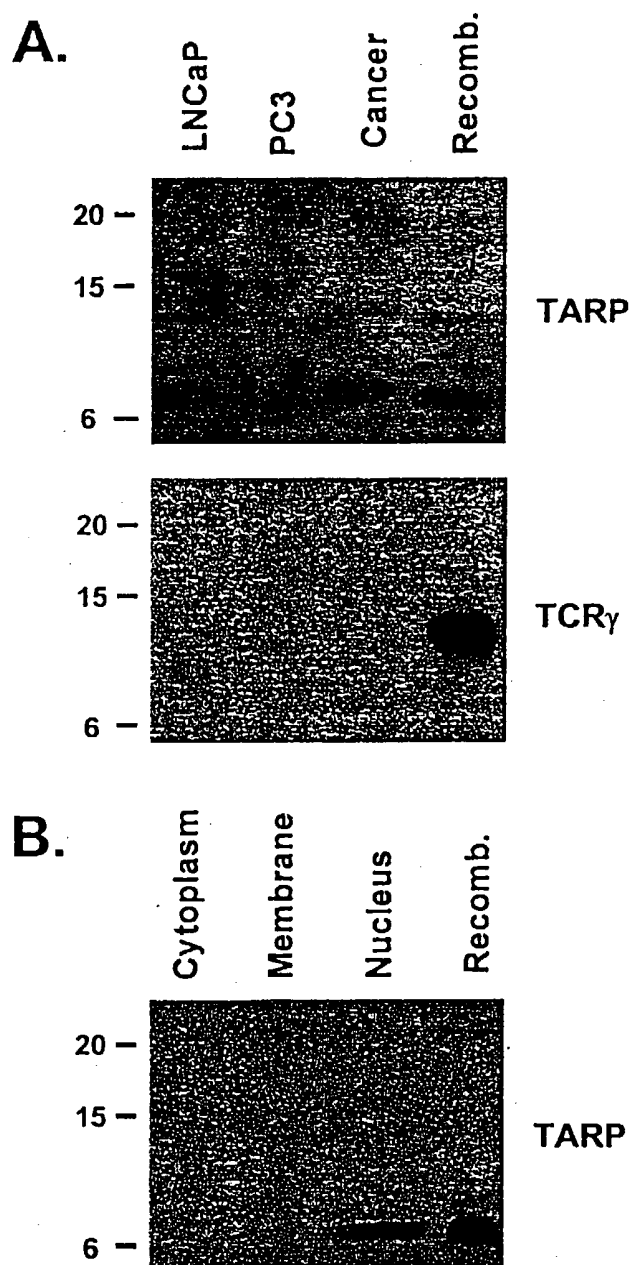 A.
LNCaP
PC3
Cancer
Recomb.
20
15
6
TARP
20
15
6
TCRγ
B.
Cytoplasm
Membrane
Nucleus
Recomb.
20
15
6
TARP